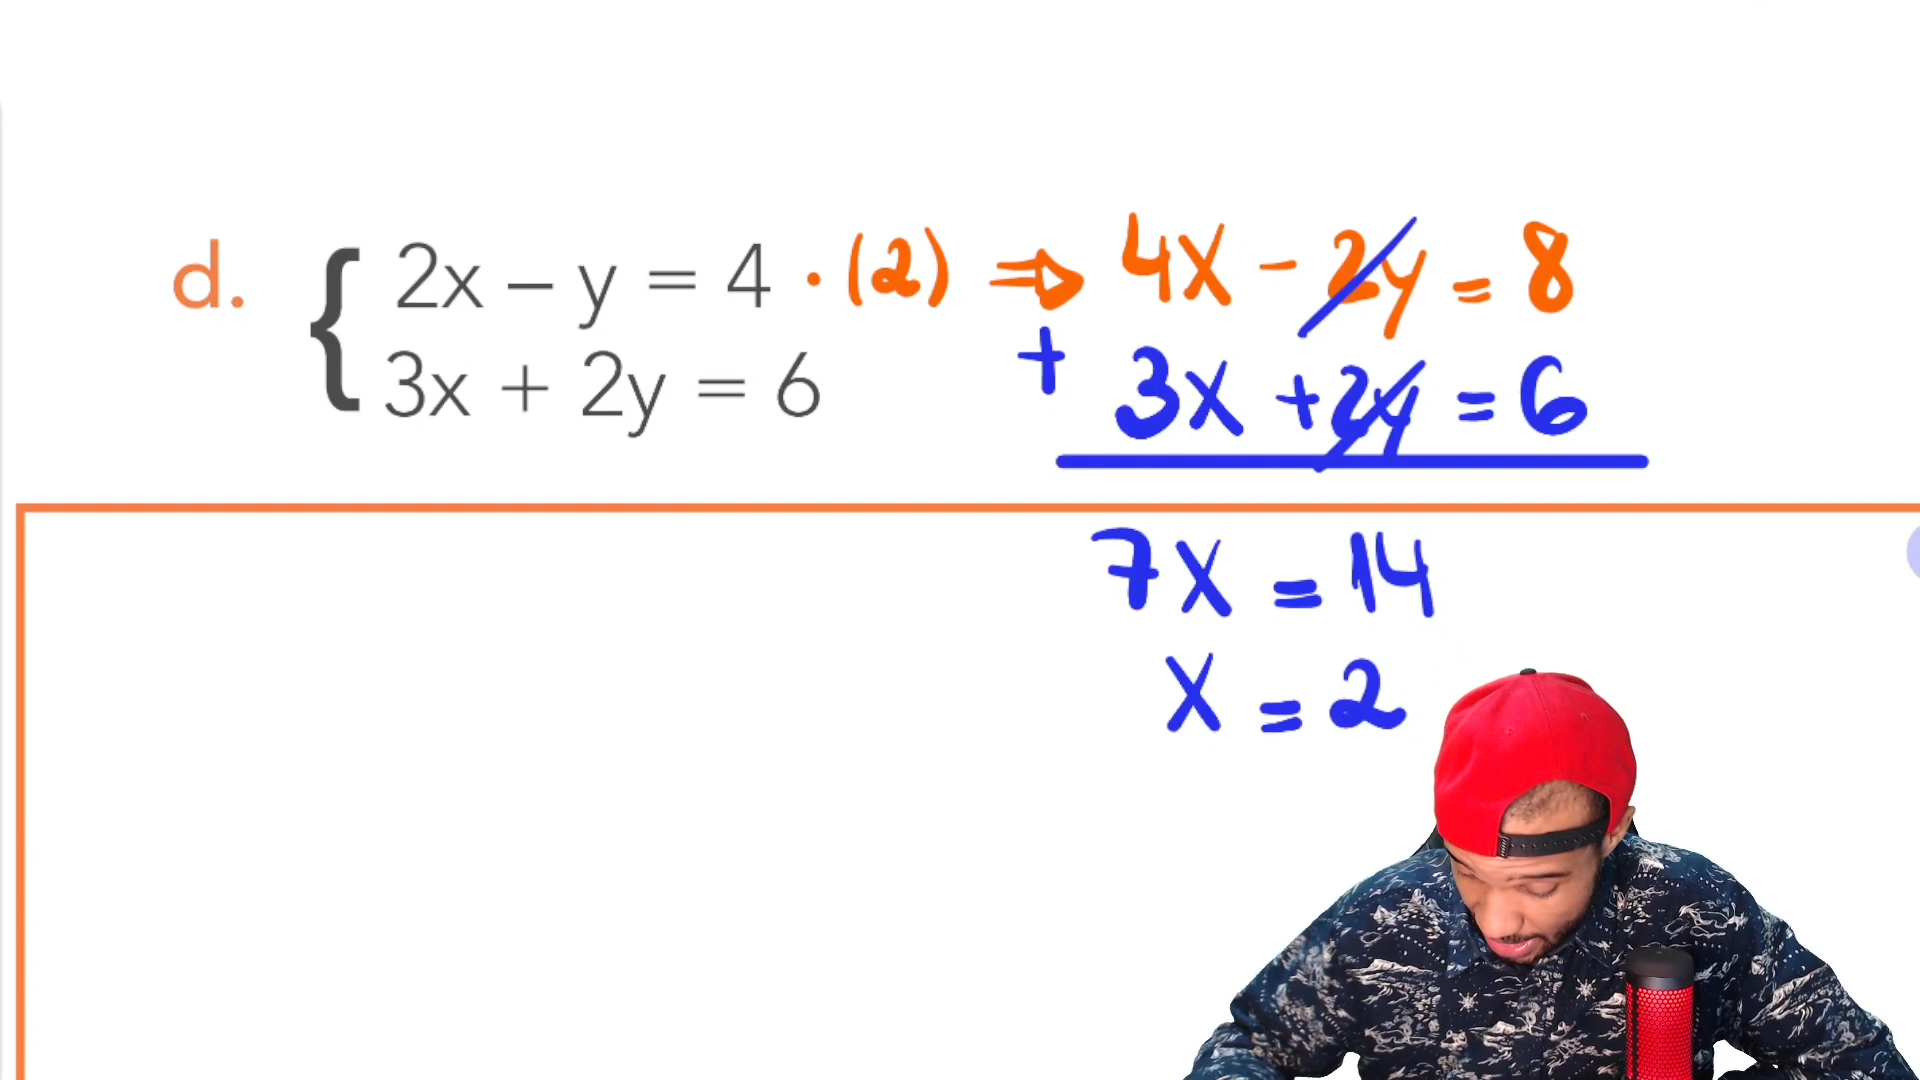 d. { 2x – y = 4 · (2) ⇒ 4x - 2y = 8
3x + 2y = 6 + 3x + 2y = 6
7x = 14
x = 2